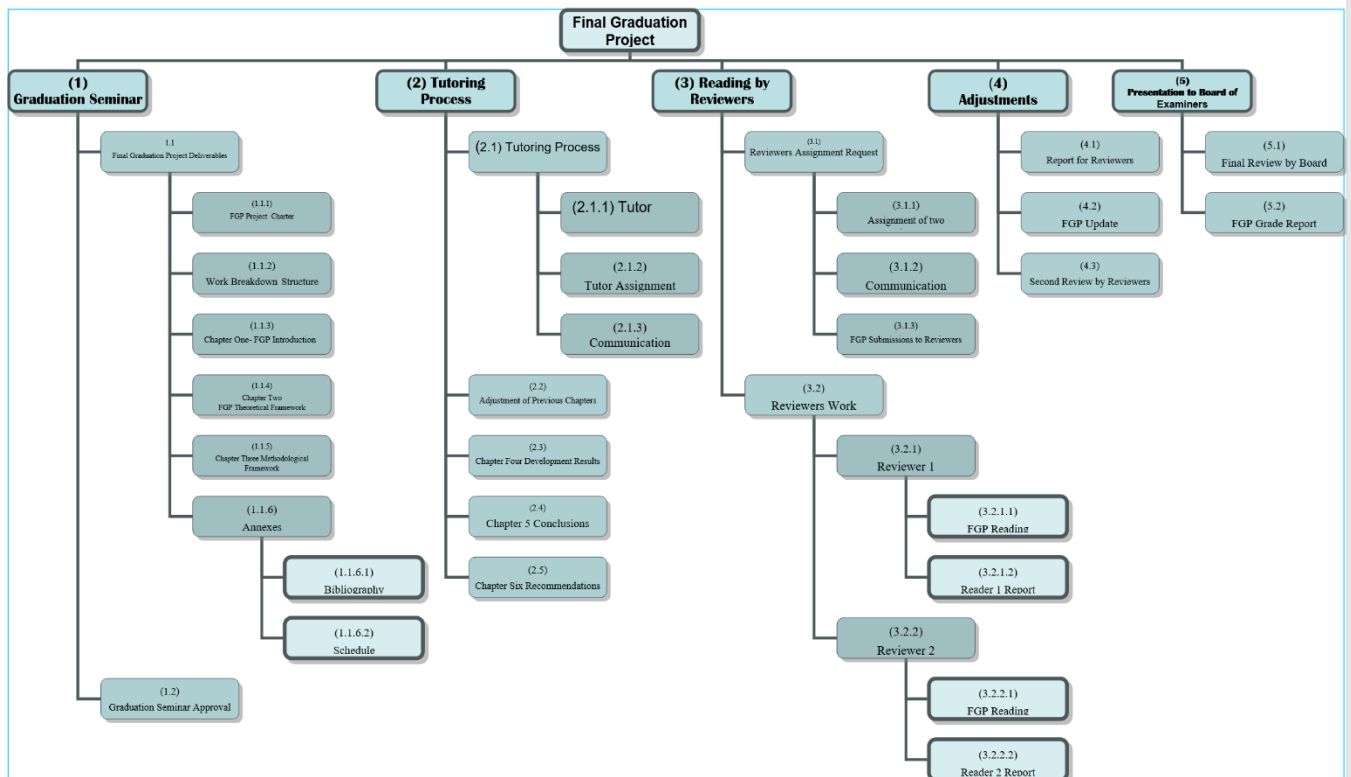 Final Graduation
Project
(1)
Graduation Seminar
1.1
Final Graduation Project Deliverables
(1.1.1)
FGP Project Charter
(1.1.2)
Work Breakdown Structure
(1.1.3)
Chapter One- FGP Introduction
(1.1.4)
Chapter Two
FGP Theoretical Framework
(1.1.5)
Chapter Three Methodological
Framework
(1.1.6)
Annexes
(1.1.6.1)
Bibliography
(1.1.6.2)
Schedule
(1.2)
Graduation Seminar Approval
(2) Tutoring
Process
(2.1) Tutoring Process
(2.1.1) Tutor
(2.1.2)
Tutor Assignment
(2.1.3)
Communication
(2.2)
Adjustment of Previous Chapters
(2.3)
Chapter Four Development Results
(2.4)
Chapter 5 Conclusions
(2.5)
Chapter Six Recommendations
(3) Reading by
Reviewers
(3.1)
Reviewers Assignment Request
(3.1.1)
Assignment of two
(3.1.2)
Communication
(3.1.3)
FGP Submissions to Reviewers
(3.2)
Reviewers Work
(3.2.1)
Reviewer 1
(3.2.1.1)
FGP Reading
(3.2.1.2)
Reader 1 Report
(3.2.2)
Reviewer 2
(3.2.2.1)
FGP Reading
(3.2.2.2)
Reader 2 Report
(4)
Adjustments
(4.1)
Report for Reviewers
(4.2)
FGP Update
(4.3)
Second Review by Reviewers
(5)
Presentation to Board of
Examiners
(5.1)
Final Review by Board
(5.2)
FGP Grade Report